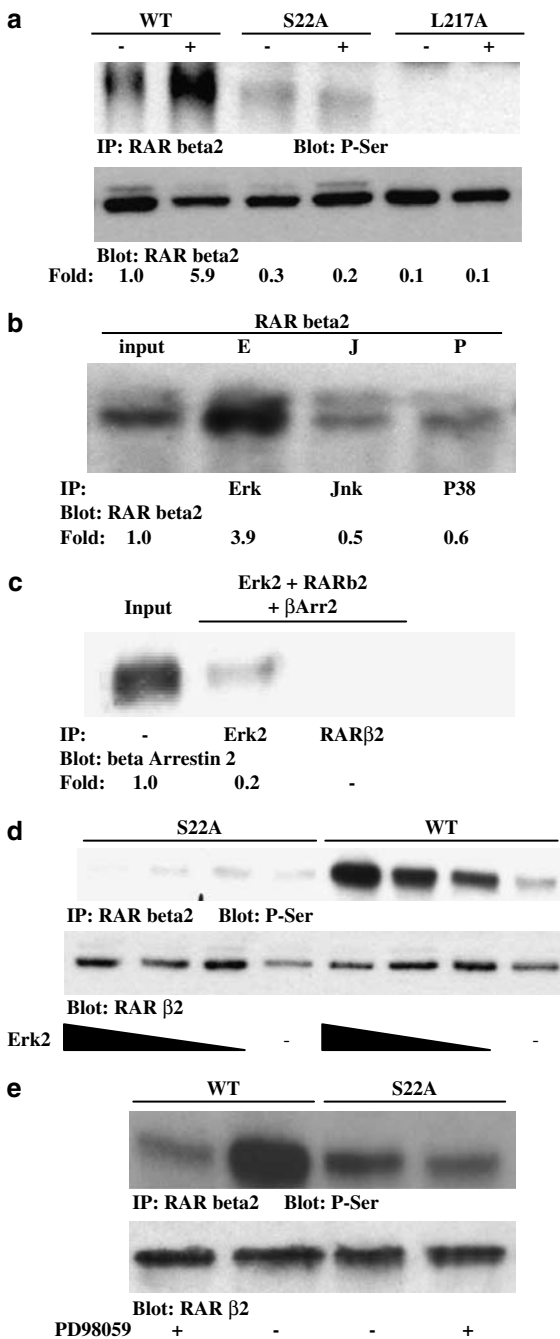 a
WT S22A L217A
- + - + - +
IP: RAR beta2 Blot: P-Ser
Blot: RAR beta2
Fold: 1.0 5.9 0.3 0.2 0.1 0.1
b
RAR beta2
input E J P
IP: Erk Jnk P38
Blot: RAR beta2
Fold: 1.0 3.9 0.5 0.6
c
Erk2 + RARb2
Input + βArr2
IP: - Erk2 RARβ2
Blot: beta Arrestin 2
Fold: 1.0 0.2 -
d
S22A WT
IP: RAR beta2 Blot: P-Ser
Blot: RAR β2
Erk2 - -
e
WT S22A
IP: RAR beta2 Blot: P-Ser
Blot: RAR β2
PD98059 + - - +